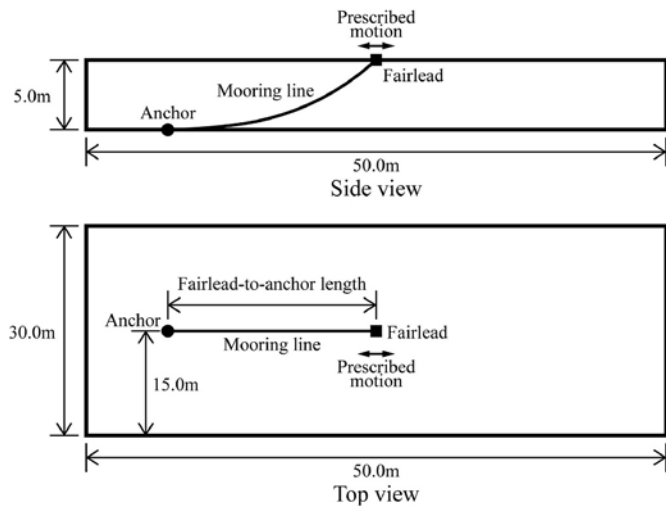 Prescribed
motion
Fairlead
Mooring line
Anchor
5.0m
50.0m
Side view
Fairlead-to-anchor length
Anchor
Fairlead
Mooring line
30.0m
Prescribed
motion
15.0m
50.0m
Top view